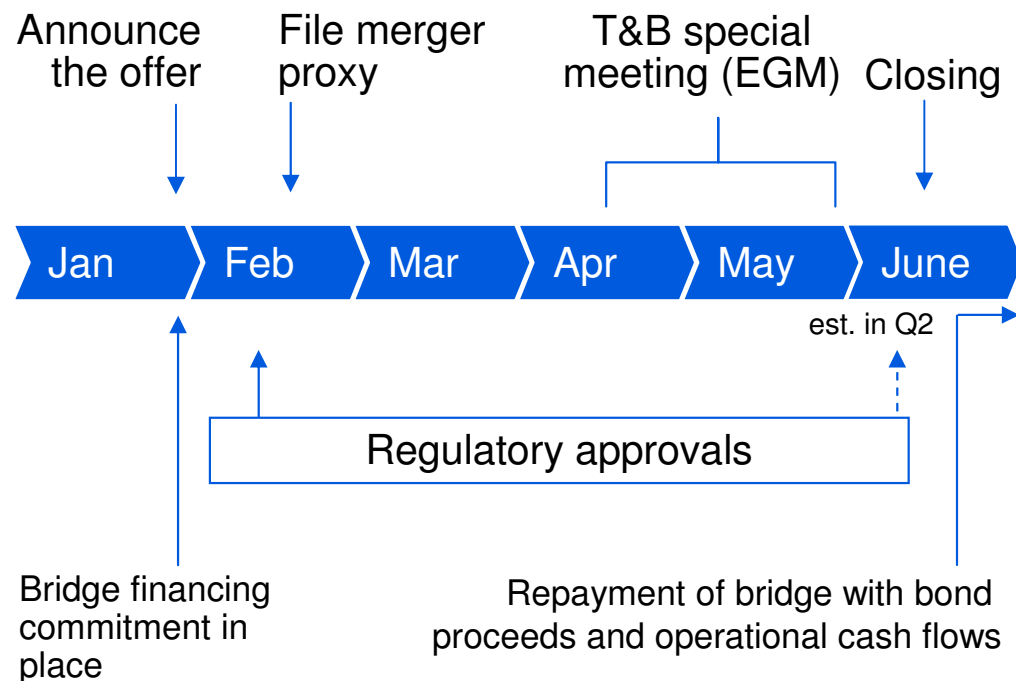 Announce
the offer
File merger
proxy
T&B special
meeting (EGM)
Closing
Jan
Feb
Mar
Apr
May
June
est. in Q2
Regulatory approvals
Bridge financing
commitment in
place
Repayment of bridge with bond
proceeds and operational cash flows